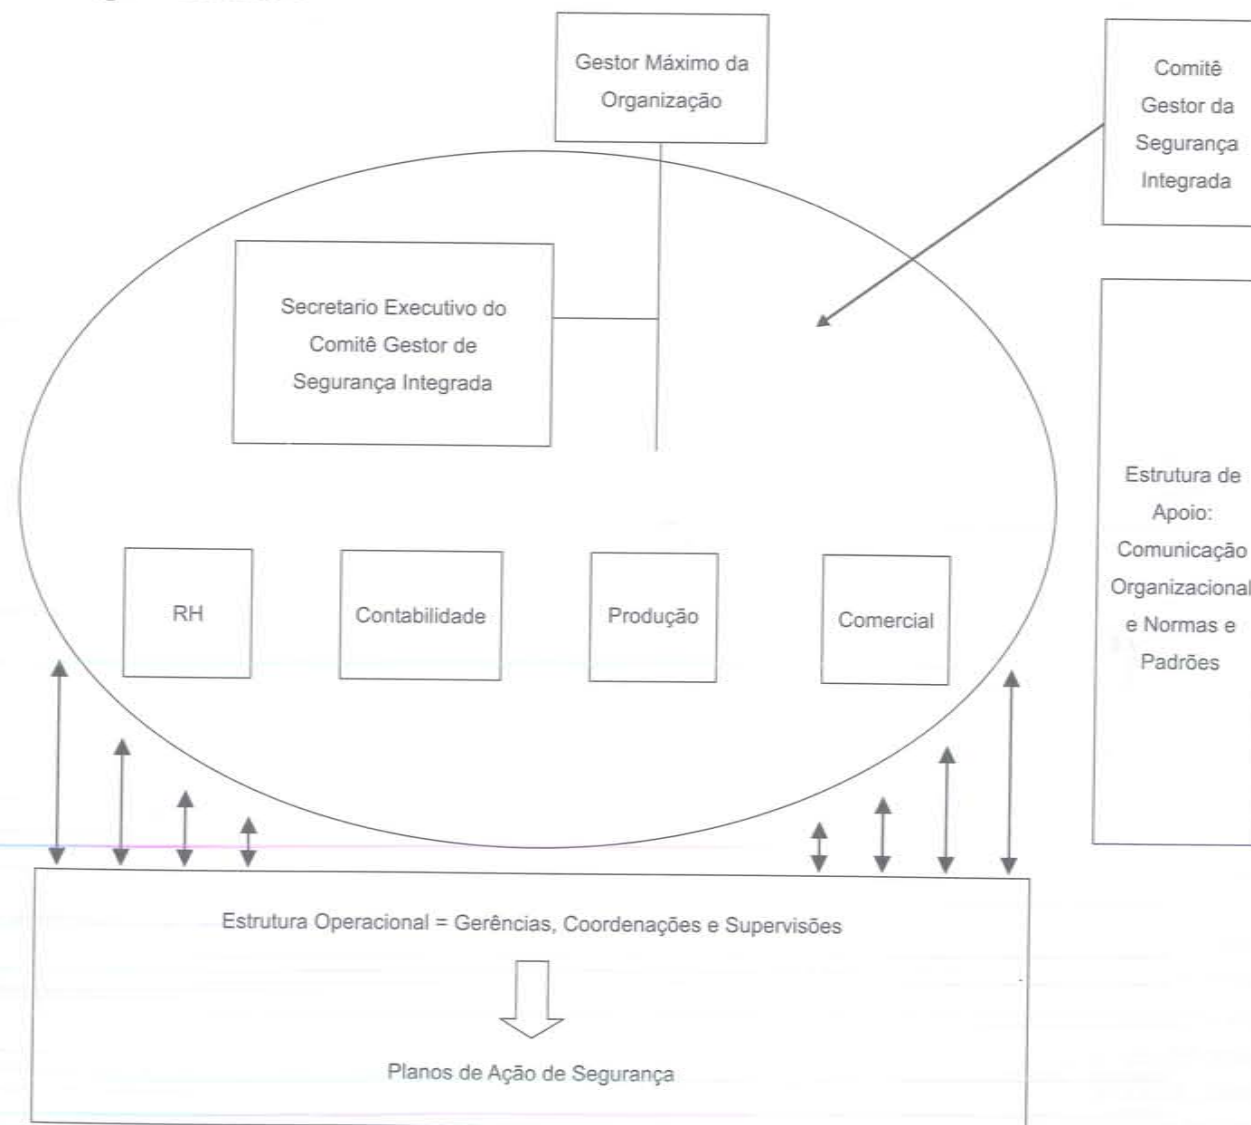 Gestor Máximo da
Organização
Comitê
Gestor da
Segurança
Integrada
Secretario Executivo do
Comitê Gestor de
Segurança Integrada
Estrutura de
Apoio:
Comunicação
Organizacional
e Normas e
Padrões
RH
Contabilidade
Produção
Comercial
Estrutura Operacional = Gerências, Coordenações e Supervisões
Planos de Ação de Segurança